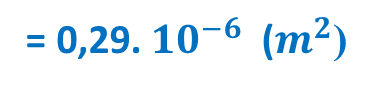 = 0,29. 10⁻⁶ (m²)